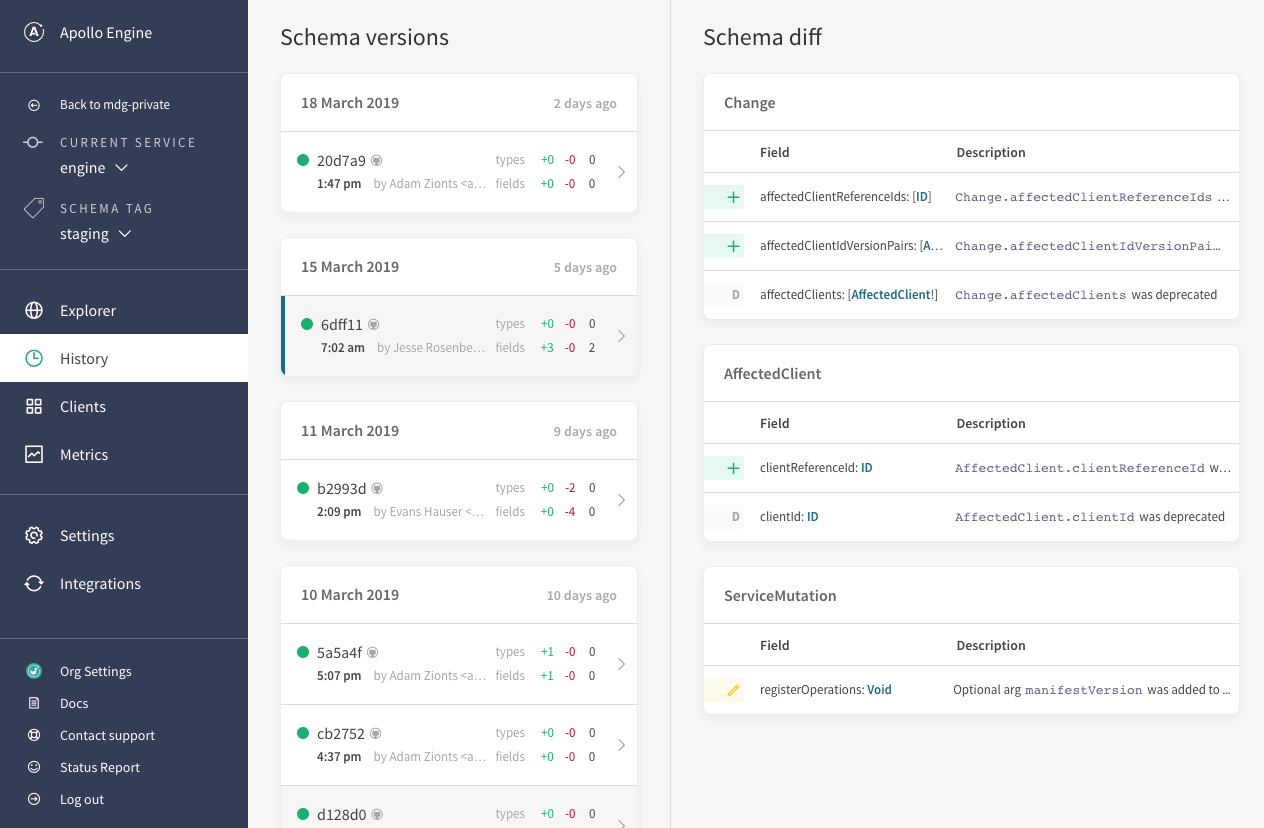 Apollo Engine
Back to mdg-private
CURRENT SERVICE
engine
SCHEMA TAG
staging
Explorer
History
Clients
Metrics
Settings
Integrations
Org Settings
Docs
Contact support
Status Report
Log out
Schema versions
18 March 2019 2 days ago
20d7a9 types +0 -0 0
1:47 pm by Adam Zionts <a... fields +0 -0 0
15 March 2019 5 days ago
6dff11 types +0 -0 0
7:02 am by Jesse Rosenbe... fields +3 -0 2
11 March 2019 9 days ago
b2993d types +0 -2 0
2:09 pm by Evans Hauser <... fields +0 -4 0
10 March 2019 10 days ago
5a5a4f types +1 -0 0
5:07 pm by Adam Zionts <a... fields +1 -0 0
cb2752 types +0 -0 0
4:37 pm by Adam Zionts <a... fields +0 -0 0
d128d0 types +0 -0 0
Schema diff
Change
Field Description
+ affectedClientReferenceIds: [ID] Change.affectedClientReferenceIds ...
+ affectedClientIdVersionPairs: [A... Change.affectedClientIdVersionPai...
D affectedClients: [AffectedClient!] Change.affectedClients was deprecated
AffectedClient
Field Description
+ clientReferenceId: ID AffectedClient.clientReferenceId w...
D clientId: ID AffectedClient.clientId was deprecated
ServiceMutation
Field Description
registerOperations: Void Optional arg manifestVersion was added to ...